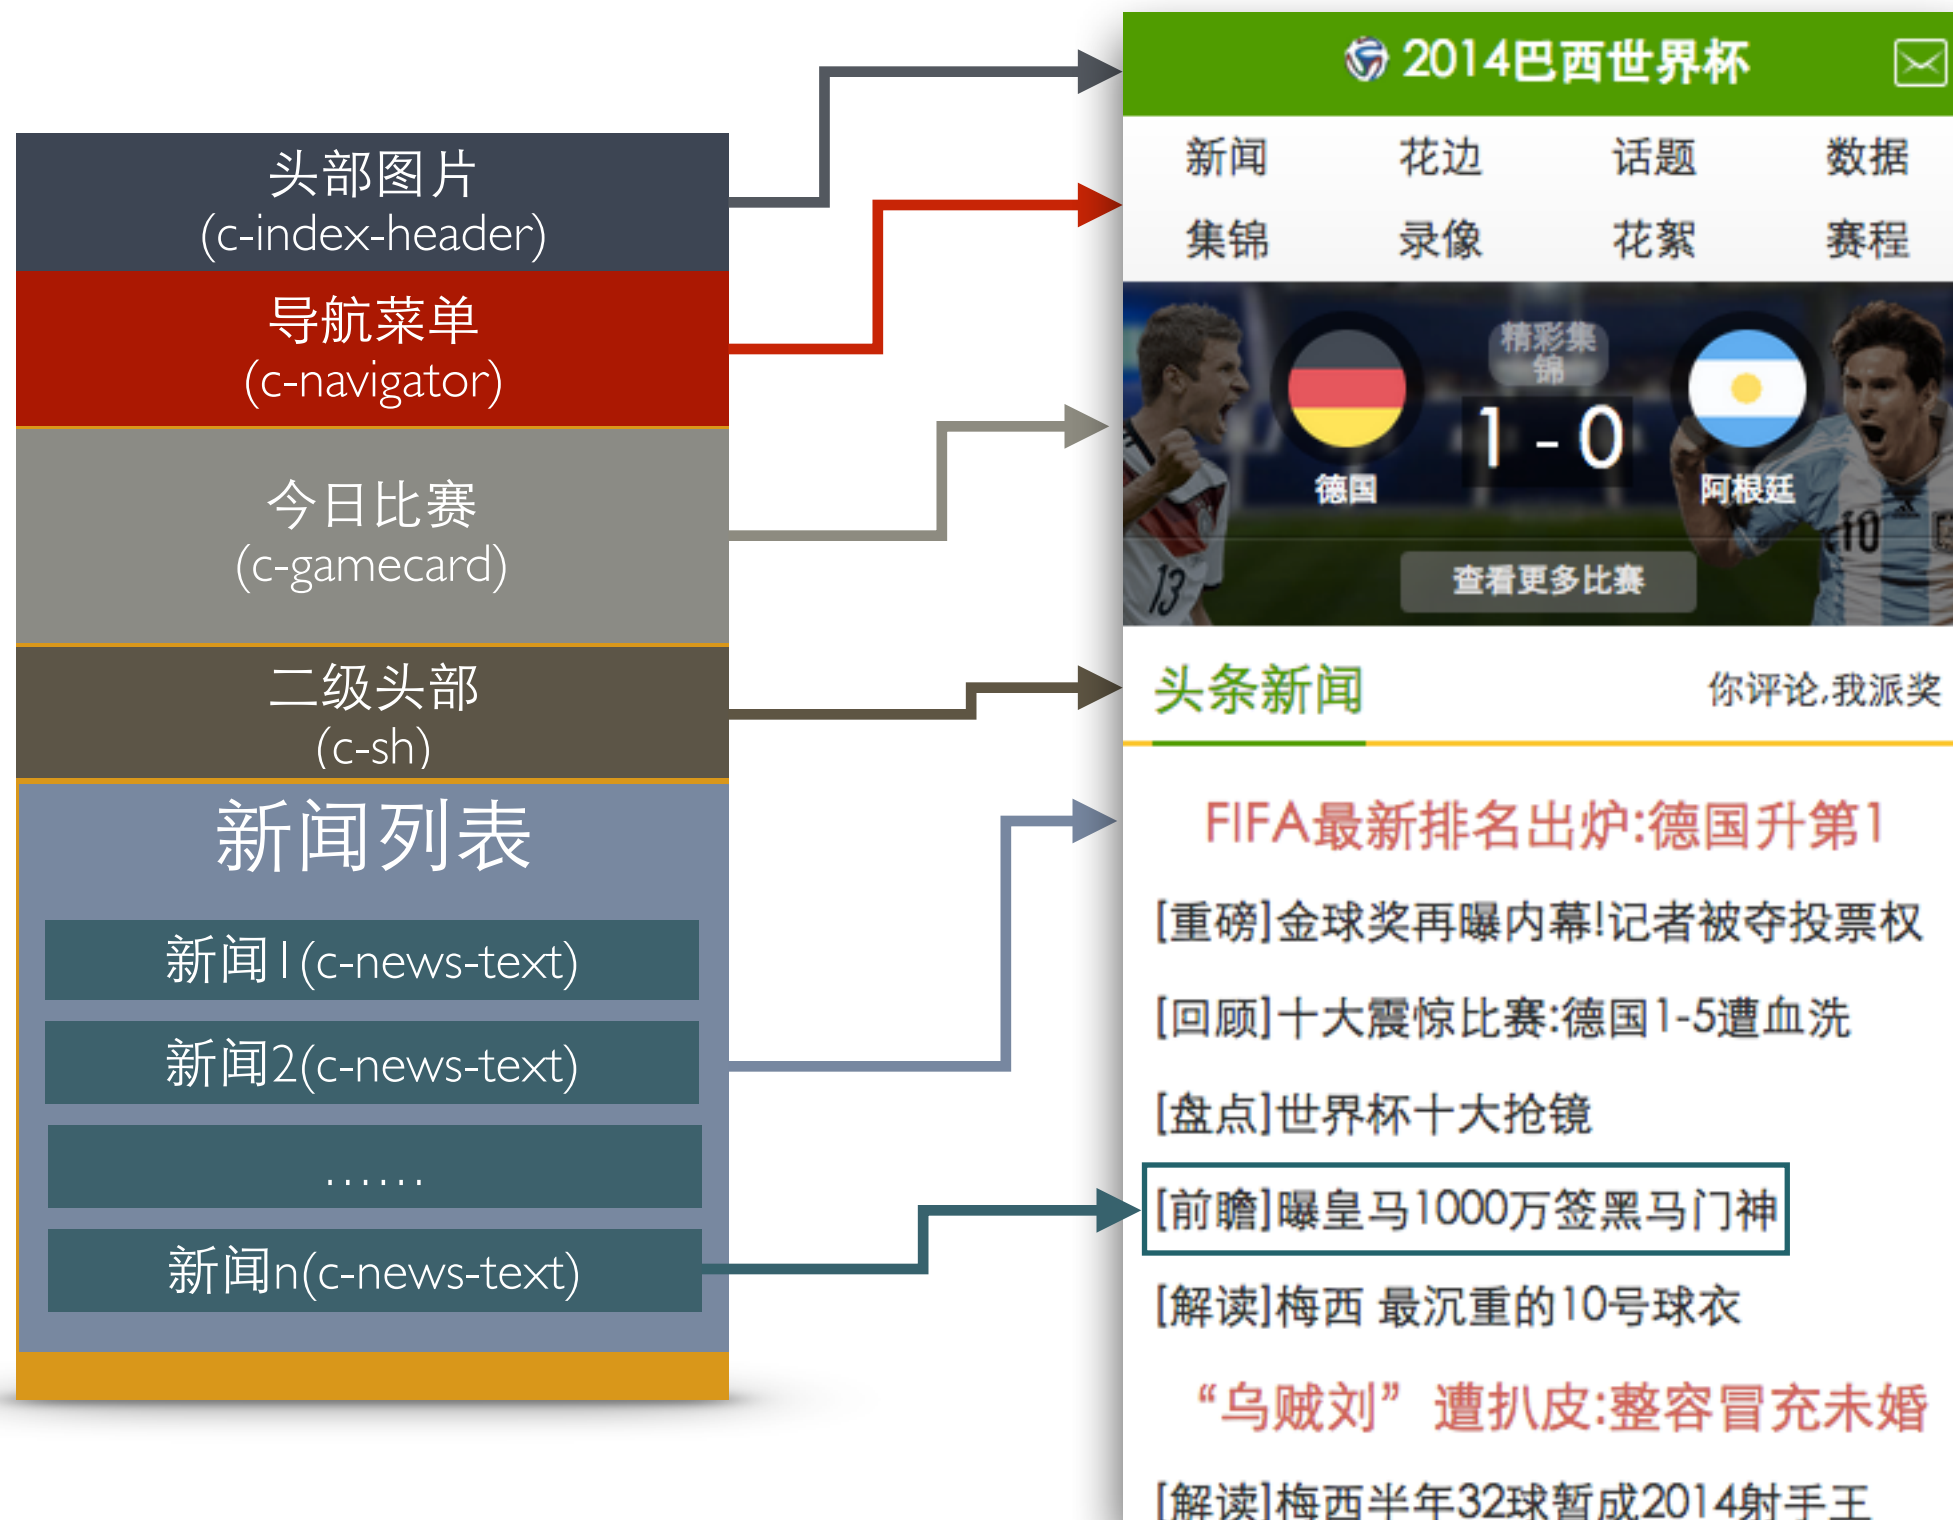 头部图片
(c-index-header)
导航菜单
(c-navigator)
今日比赛
(c-gamecard)
二级头部
(c-sh)
新闻列表
新闻1(c-news-text)
新闻2(c-news-text)
......
新闻n(c-news-text)
2014巴西世界杯
新闻 花边 话题 数据
集锦 录像 花絮 赛程
精彩集
锦
1 - 0
德国 阿根廷
13
10
查看更多比赛
头条新闻 你评论,我派奖
FIFA最新排名出炉:德国升第1
[重磅]金球奖再曝内幕!记者被夺投票权
[回顾]十大震惊比赛:德国1-5遭血洗
[盘点]世界杯十大抢镜
[前瞻]曝皇马1000万签黑马门神
[解读]梅西 最沉重的10号球衣
“乌贼刘”遭扒皮:整容冒充未婚
[解读]梅西半年32球暂成2014射手王